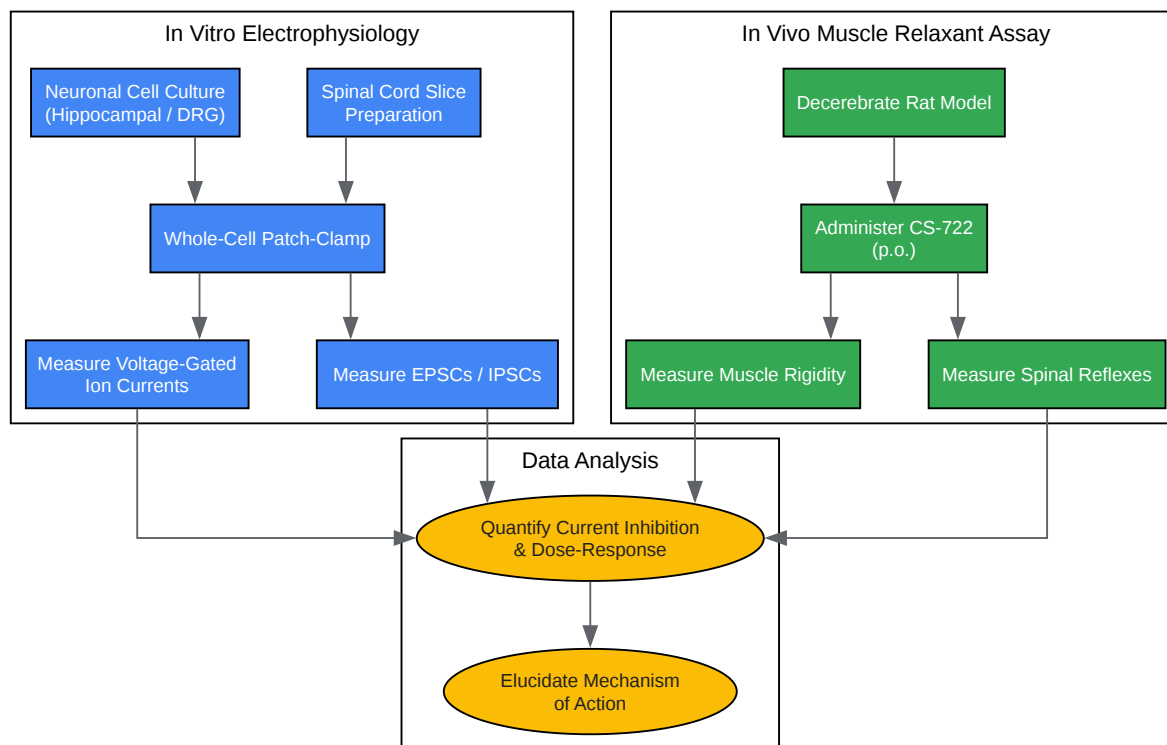 In Vitro Electrophysiology
Neuronal Cell Culture
(Hippocampal / DRG)
Spinal Cord Slice
Preparation
Whole-Cell Patch-Clamp
Measure Voltage-Gated
Ion Currents
Measure EPSCs / IPSCs
In Vivo Muscle Relaxant Assay
Decerebrate Rat Model
Administer CS-722
(p.o.)
Measure Muscle Rigidity
Measure Spinal Reflexes
Data Analysis
Quantify Current Inhibition
& Dose-Response
Elucidate Mechanism
of Action